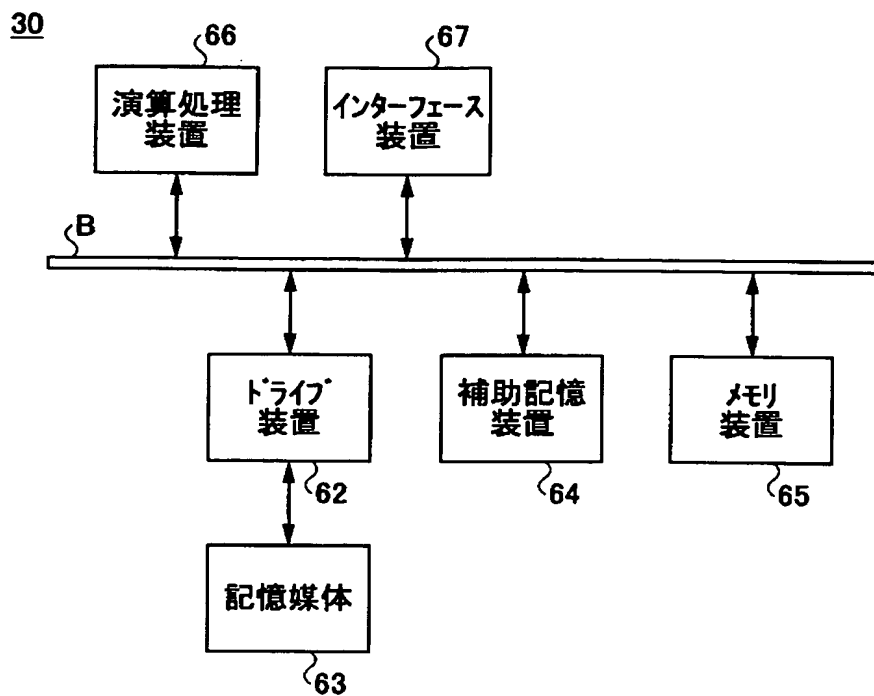 30
66
演算処理
装置
67
インターフェース
装置
B
ドライブ
装置
62
補助記憶
装置
64
メモリ
装置
65
記憶媒体
63